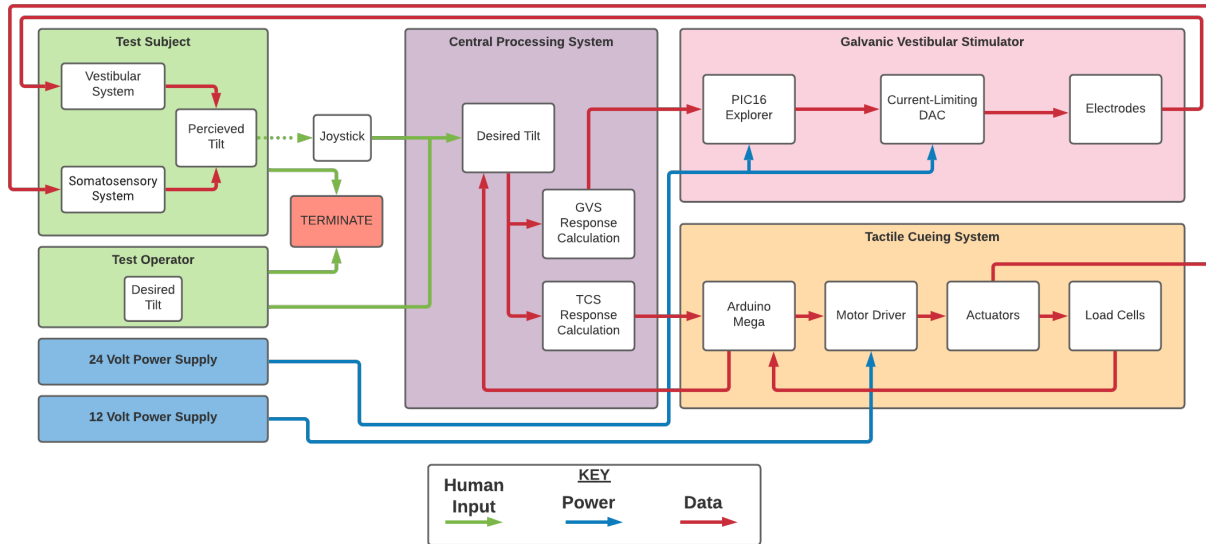 Test Subject
Vestibular
System
Percieved
Tilt
Somatosensory
System
Joystick
TERMINATE
Test Operator
Desired
Tilt
24 Volt Power Supply
12 Volt Power Supply
Central Processing System
Desired Tilt
GVS
Response
Calculation
TCS
Response
Calculation
Galvanic Vestibular Stimulator
PIC16
Explorer
Current-Limiting
DAC
Electrodes
Tactile Cueing System
Arduino
Mega
Motor Driver
Actuators
Load Cells
KEY
Human
Input
Power
Data